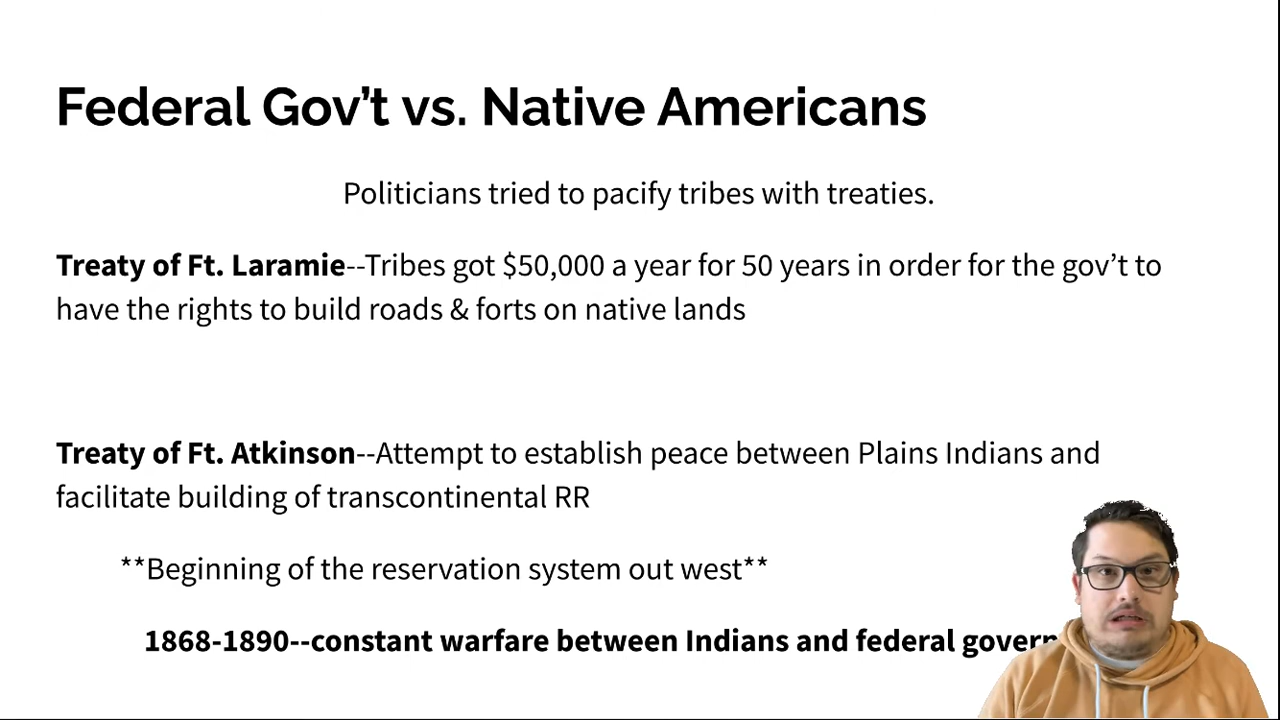 Federal Gov’t vs. Native Americans
Politicians tried to pacify tribes with treaties.
Treaty of Ft. Laramie--Tribes got $50,000 a year for 50 years in order for the gov’t to
have the rights to build roads & forts on native lands
Treaty of Ft. Atkinson--Attempt to establish peace between Plains Indians and
facilitate building of transcontinental RR
**Beginning of the reservation system out west**
1868-1890--constant warfare between Indians and federal govern